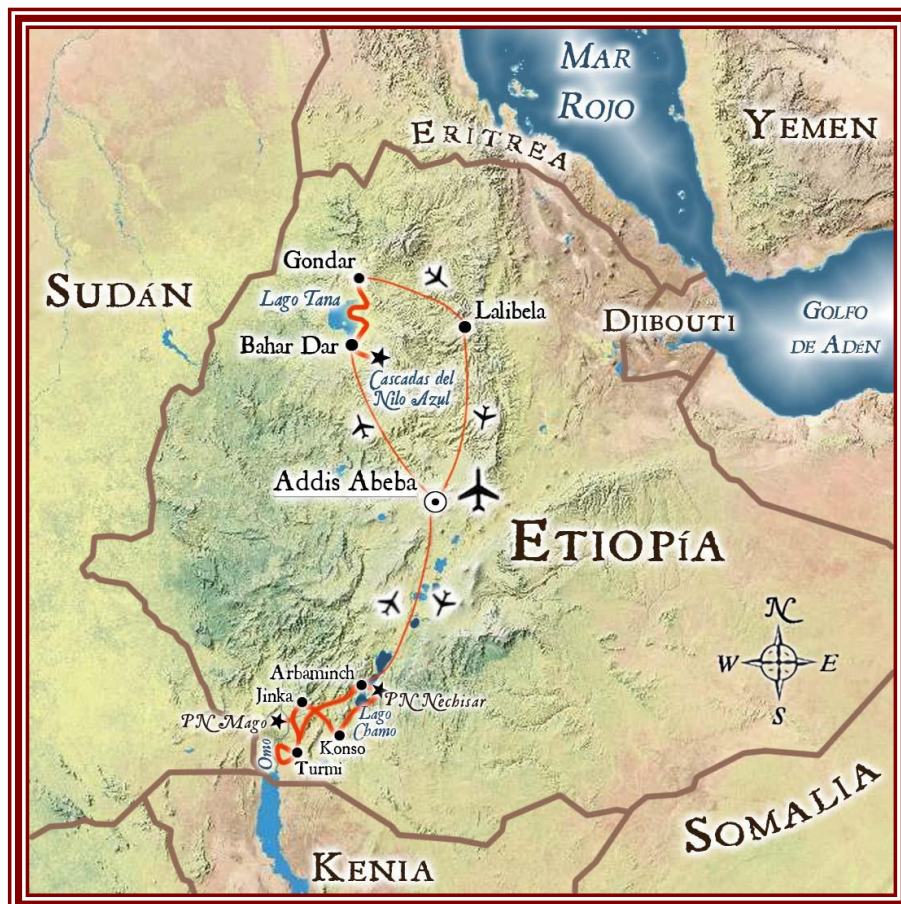 MAR
ROJO
YEMEN
ERITREA
SUDÁN
Gondar
Lago Tana
Lalibela
DJIBOUTI
GOLFO
DE ADÉN
Bahar Dar
Cascadas del
Nilo Azul
Addis Abeba
ETIOPÍA
N
W
E
S
Arbaminch
Jinka
PN Nechisar
PN Mago
Lago
Chamo
Konso
Omo
Turmi
SOMALIA
KENIA